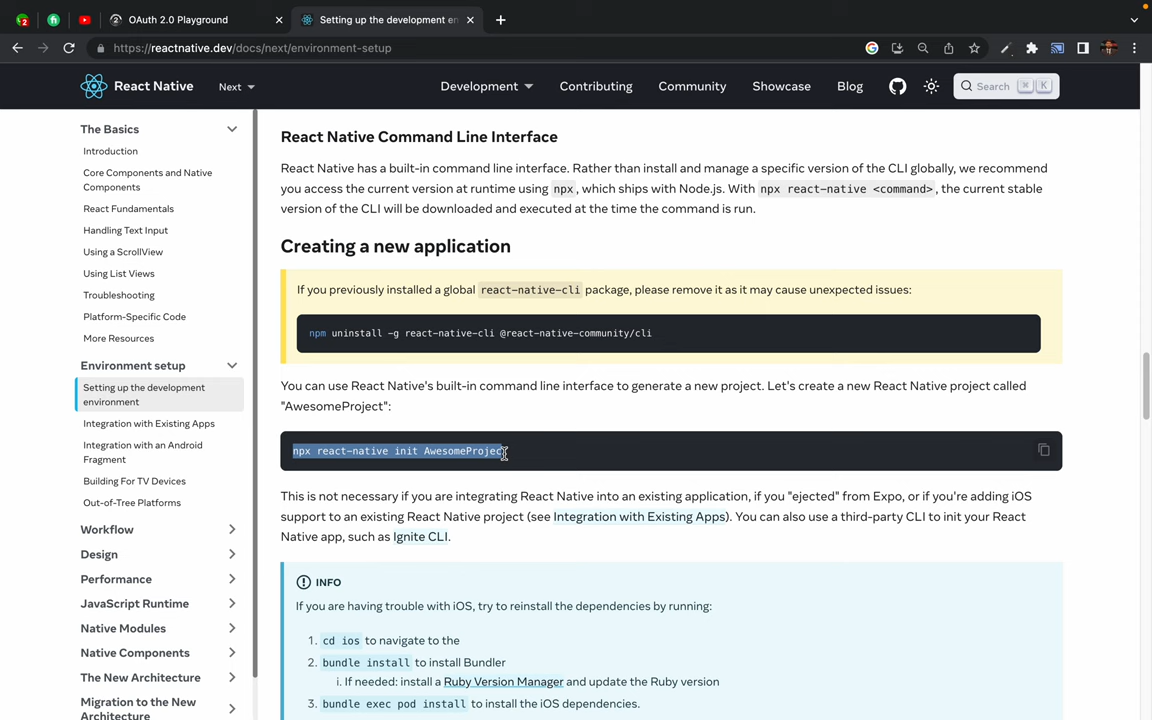 OAuth 2.0 Playground
Setting up the development en
https://reactnative.dev/docs/next/environment-setup
React Native
Next
Development
Contributing
Community
Showcase
Blog
Search ⌘ K
The Basics
Introduction
Core Components and Native
Components
React Fundamentals
Handling Text Input
Using a ScrollView
Using List Views
Troubleshooting
Platform-Specific Code
More Resources
Environment setup
Setting up the development
environment
Integration with Existing Apps
Integration with an Android
Fragment
Building For TV Devices
Out-of-Tree Platforms
Workflow
Design
Performance
JavaScript Runtime
Native Modules
Native Components
The New Architecture
Migration to the New
Architecture
React Native Command Line Interface
React Native has a built-in command line interface. Rather than install and manage a specific version of the CLI globally, we recommend
you access the current version at runtime using npx, which ships with Node.js. With npx react-native <command>, the current stable
version of the CLI will be downloaded and executed at the time the command is run.
Creating a new application
If you previously installed a global react-native-cli package, please remove it as it may cause unexpected issues:
npm uninstall -g react-native-cli @react-native-community/cli
You can use React Native's built-in command line interface to generate a new project. Let's create a new React Native project called
"AwesomeProject":
npx react-native init AwesomeProject
This is not necessary if you are integrating React Native into an existing application, if you "ejected" from Expo, or if you're adding iOS
support to an existing React Native project (see Integration with Existing Apps). You can also use a third-party CLI to init your React
Native app, such as Ignite CLI.
INFO
If you are having trouble with iOS, try to reinstall the dependencies by running:
1. cd ios to navigate to the
2. bundle install to install Bundler
i. If needed: install a Ruby Version Manager and update the Ruby version
3. bundle exec pod install to install the iOS dependencies.